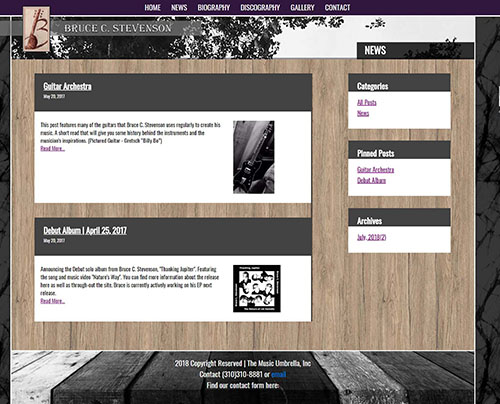 HOME NEWS BIOGRAPHY DISCOGRAPHY UMBRELLA GALLERY CONTACT
BRUCE C. STEVENSON
NEWS
Guitar Archestra
May 20, 2017
This post features many of the guitars that Bruce C. Stevenson uses regularly to create his
music. A short read that will give you some history behind the instruments and the
musician's inspirations. (Pictured Guitar - Gretsch "Billy Bo")
Read More...
Debut Album | April 25, 2017
May 20, 2017
Announcing the Debut solo album from Bruce C. Stevenson, "Thanking Jupiter". Featuring
the song and music video "Nature's Way". You can find more information about the release
here as well as through-out the site. Bruce is currently actively working on his EP next
release.
Read More...
Categories
All Posts
News
Pinned Posts
Guitar Archestra
Debut Album
Archives
July, 2018(2)
2018 Copyright Reserved | The Music Umbrella, Inc
Contact (310)310-8881 or email
Find our contact form here: